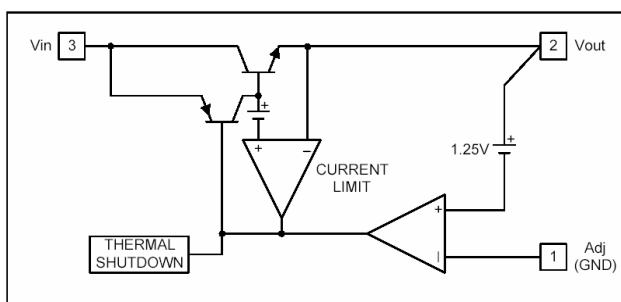 Vin 3
2 Vout
+
+ −
1.25V
+
CURRENT
LIMIT
+
−
THERMAL
SHUTDOWN
1
Adj
(GND)